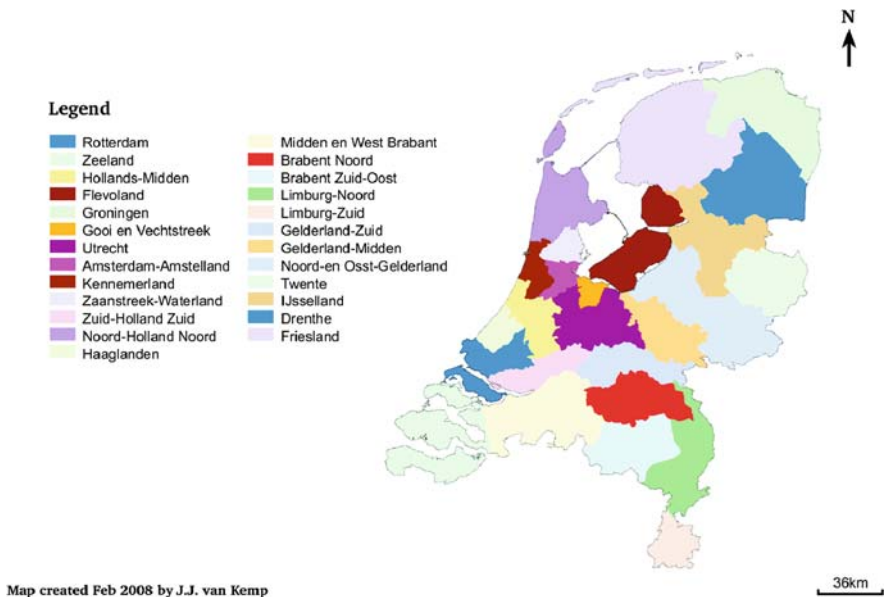 N
Legend
Rotterdam
Zeeland
Hollands-Midden
Flevoland
Groningen
Gooi en Vechtstreek
Utrecht
Amsterdam-Amstelland
Kennemerland
Zaanstreek-Waterland
Zuid-Holland Zuid
Noord-Holland Noord
Haaglanden
Midden en West Brabant
Brabent Noord
Brabent Zuid-Oost
Limburg-Noord
Limburg-Zuid
Gelderland-Zuid
Gelderland-Midden
Noord-en Osst-Gelderland
Twente
IJsselland
Drenthe
Friesland
Map created Feb 2008 by J.J. van Kemp
36km